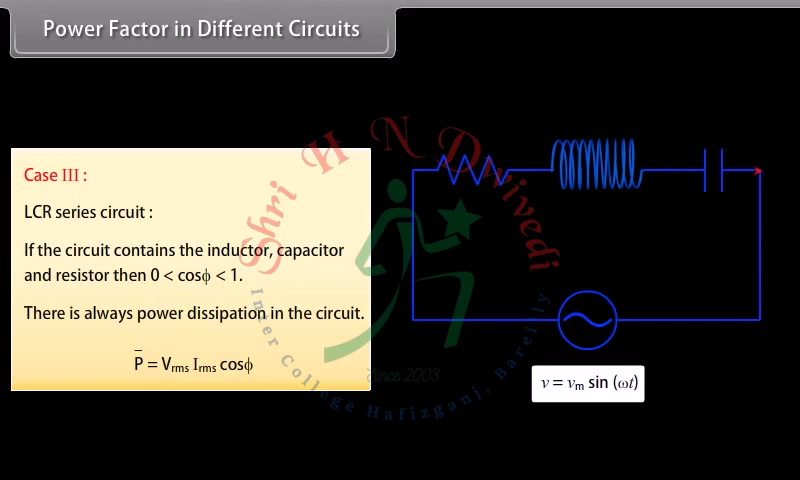 Power Factor in Different Circuits
Case III :
LCR series circuit :
If the circuit contains the inductor, capacitor
and resistor then 0 < cosϕ < 1.
There is always power dissipation in the circuit.
P̅ = Vrms Irms cosϕ
v = vm sin (ωt)
Shri H N Dwivedi
Inter College Hafizganj, Bareilly
Since 2003